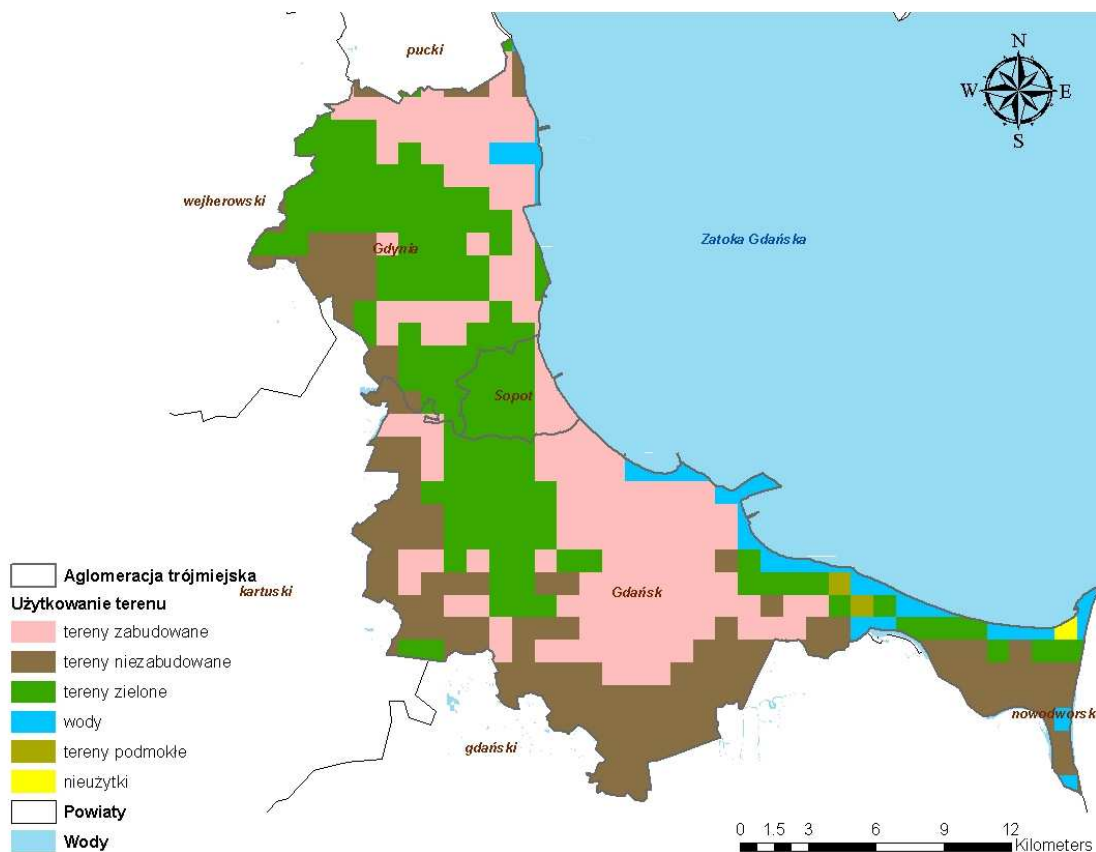 pucki
N
W E
S
wejherowski
Gdynia
Zatoka Gdańska
Sopot
Aglomeracja trójmiejska
kartuski
Użytkowanie terenu
Gdańsk
tereny zabudowane
tereny niezabudowane
tereny zielone
wody
nowodworsk
tereny podmokłe
gdański
nieużytki
Powiaty
Wody
0 1.5 3 6 9 12
Kilometers